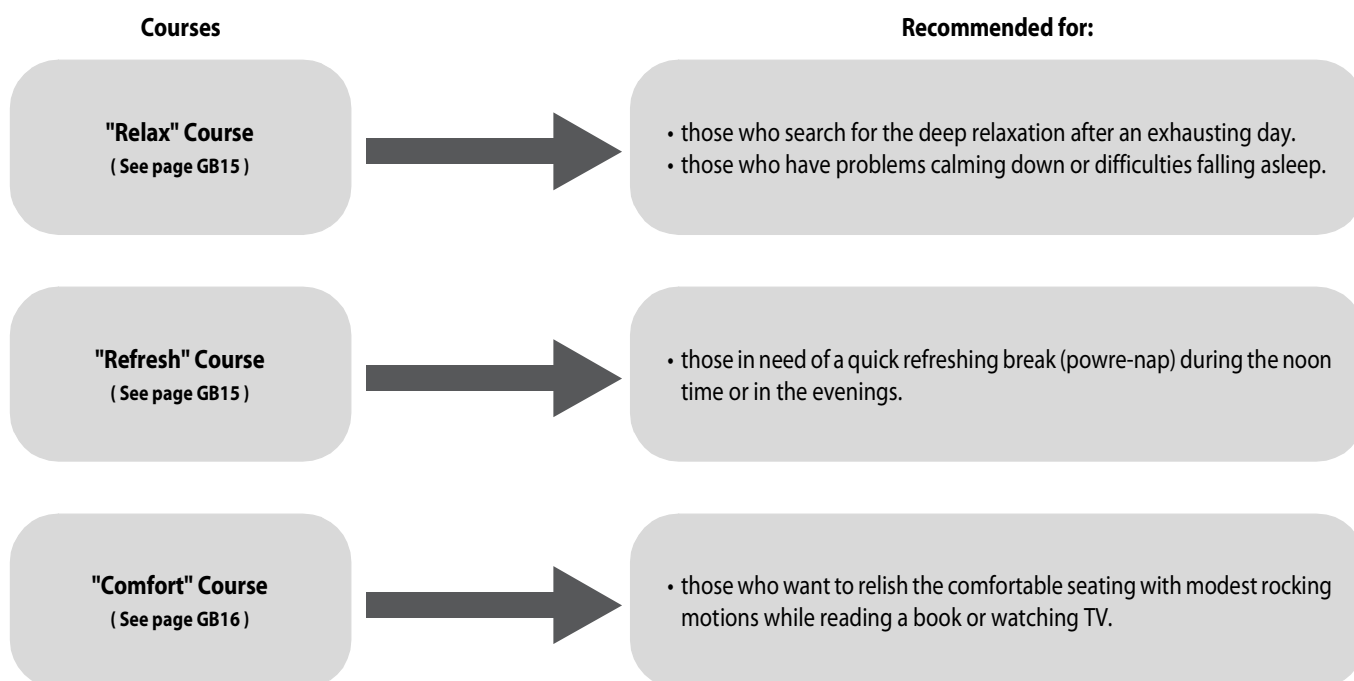 Courses
Recommended for:
"Relax" Course
( See page GB15 )
• those who search for the deep relaxation after an exhausting day.
• those who have problems calming down or difficulties falling asleep.
"Refresh" Course
( See page GB15 )
• those in need of a quick refreshing break (powre-nap) during the noon
time or in the evenings.
"Comfort" Course
( See page GB16 )
• those who want to relish the comfortable seating with modest rocking
motions while reading a book or watching TV.